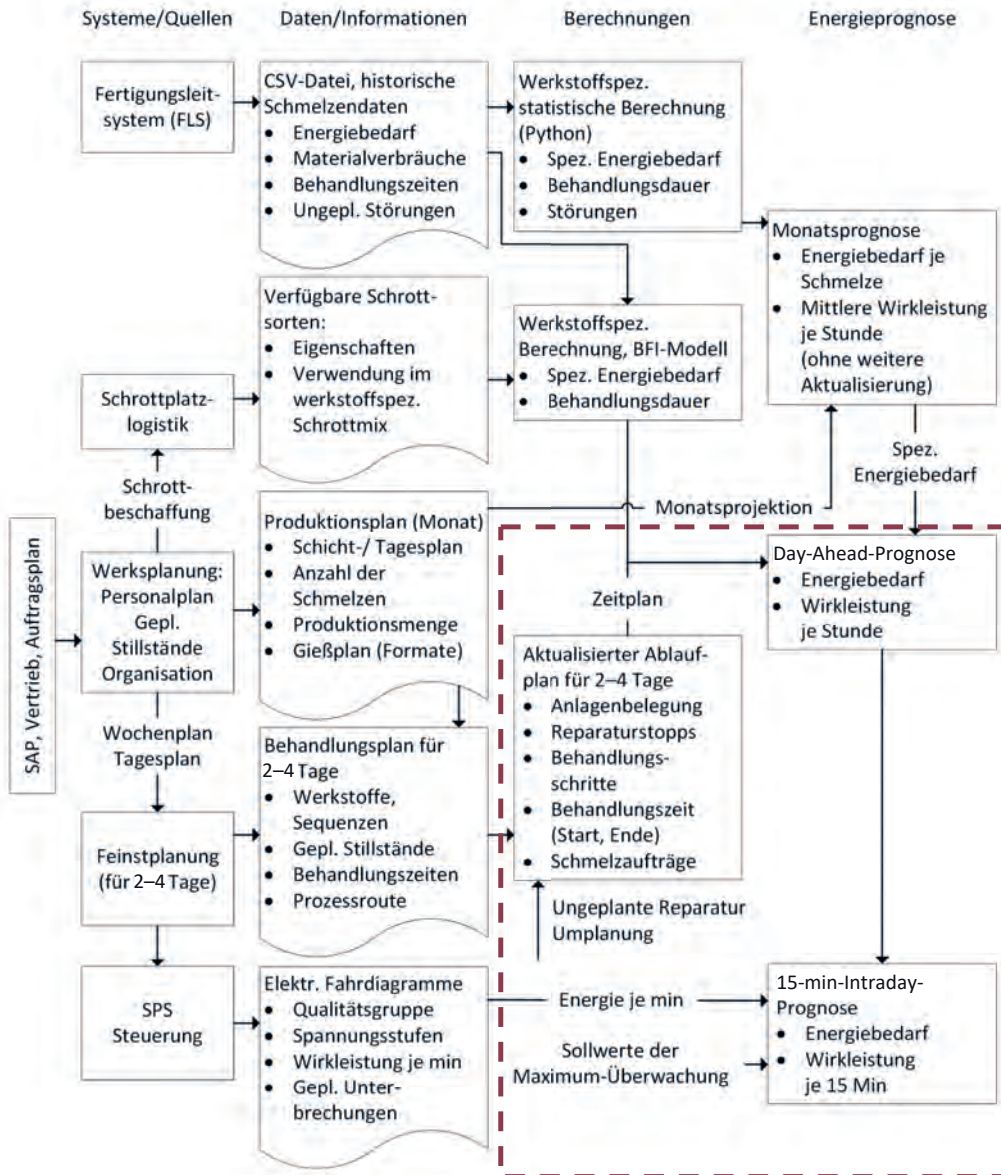 Systeme/Quellen
Daten/Informationen
Berechnungen
Energieprognose
Fertigungsleit-
system (FLS)
CSV-Datei, historische
Schmelzendaten
• Energiebedarf
• Materialverbräuche
• Behandlungszeiten
• Ungepl. Störungen
Werkstoffspez.
statistische Berechnung
(Python)
• Spez. Energiebedarf
• Behandlungsdauer
• Störungen
Monatsprognose
• Energiebedarf je
Schmelze
• Mittlere Wirkleistung
je Stunde
(ohne weitere
Aktualisierung)
Schrottplatz-
logistik
Verfügbare Schrott-
sorten:
• Eigenschaften
• Verwendung im
werkstoffspez.
Schrottmix
Werkstoffspez.
Berechnung, BFI-Modell
• Spez. Energiebedarf
• Behandlungsdauer
Spez.
Energiebedarf
Schrott-
beschaffung
Monatsprojektion
SAP, Vertrieb, Auftragsplan
Werksplanung:
Personalplan
Gepl.
Stillstände
Organisation
Produktionsplan (Monat)
• Schicht-/ Tagesplan
• Anzahl der
Schmelzen
• Produktionsmenge
• Gießplan (Formate)
Day-Ahead-Prognose
• Energiebedarf
• Wirkleistung
je Stunde
Zeitplan
Wochenplan
Tagesplan
Aktualisierter Ablauf-
plan für 2–4 Tage
• Anlagenbelegung
• Reparaturstopps
• Behandlungs-
schritte
• Behandlungszeit
(Start, Ende)
• Schmelzaufträge
Feinstplanung
(für 2–4 Tage)
Behandlungsplan für
2–4 Tage
• Werkstoffe,
Sequenzen
• Gepl. Stillstände
• Behandlungszeiten
• Prozessroute
Ungeplante Reparatur
Umplanung
SPS
Steuerung
Elektr. Fahrdiagramme
• Qualitätsgruppe
• Spannungsstufen
• Wirkleistung je min
• Gepl. Unter-
brechungen
Energie je min
Sollwerte der
Maximum-Überwachung
15-min-Intraday-
Prognose
• Energiebedarf
• Wirkleistung
je 15 Min